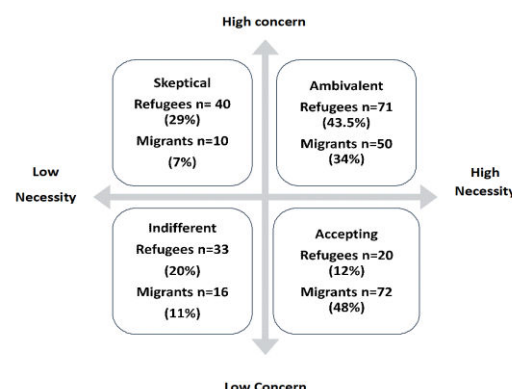 High concern
Skeptical
Refugees n= 40
(29%)
Migrants n=10
(7%)
Ambivalent
Refugees n=71
(43.5%)
Migrants n=50
(34%)
Low
Necessity
High
Necessity
Indifferent
Refugees n=33
(20%)
Migrants n=16
(11%)
Accepting
Refugees n=20
(12%)
Migrants n=72
(48%)
Low Concern